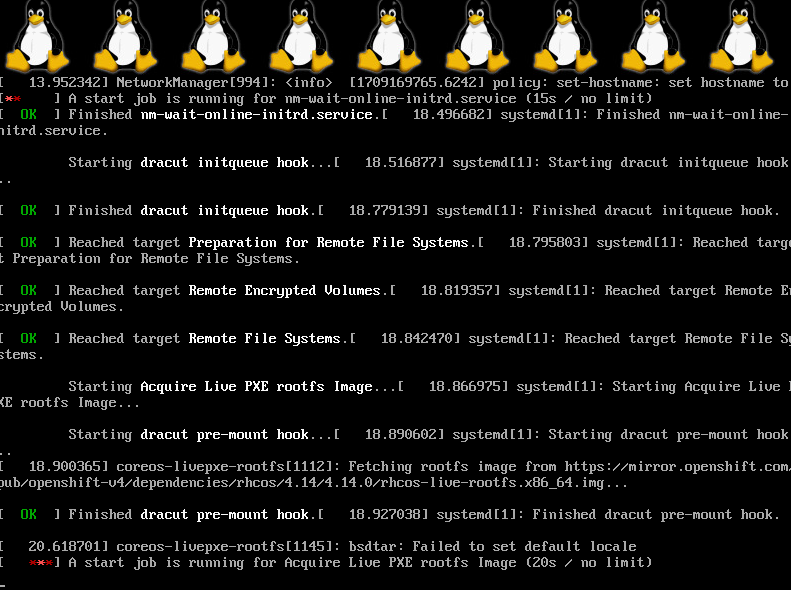 [   13.952342] NetworkManager[994]: <info>  [1709169765.6242] policy: set-hostname: set hostname to
[**    ] A start job is running for nm-wait-online-initrd.service (15s / no limit)
[  OK  ] Finished nm-wait-online-initrd.service.[   18.496682] systemd[1]: Finished nm-wait-online-
initrd.service.
         Starting dracut initqueue hook...[   18.516877] systemd[1]: Starting dracut initqueue hook
..
[  OK  ] Finished dracut initqueue hook.[   18.779139] systemd[1]: Finished dracut initqueue hook.
[  OK  ] Reached target Preparation for Remote File Systems.[   18.795803] systemd[1]: Reached targe
t Preparation for Remote File Systems.
[  OK  ] Reached target Remote Encrypted Volumes.[   18.819357] systemd[1]: Reached target Remote En
crypted Volumes.
[  OK  ] Reached target Remote File Systems.[   18.842470] systemd[1]: Reached target Remote File Sy
stems.
         Starting Acquire Live PXE rootfs Image...[   18.866975] systemd[1]: Starting Acquire Live P
XE rootfs Image...
         Starting dracut pre-mount hook...[   18.890602] systemd[1]: Starting dracut pre-mount hook
..
[   18.900365] coreos-livepxe-rootfs[1112]: Fetching rootfs image from https://mirror.openshift.com/
pub/openshift-v4/dependencies/rhcos/4.14/4.14.0/rhcos-live-rootfs.x86_64.img...
[  OK  ] Finished dracut pre-mount hook.[   18.927038] systemd[1]: Finished dracut pre-mount hook.
[   20.618701] coreos-livepxe-rootfs[1145]: bsdtar: Failed to set default locale
[   ***] A start job is running for Acquire Live PXE rootfs Image (20s / no limit)